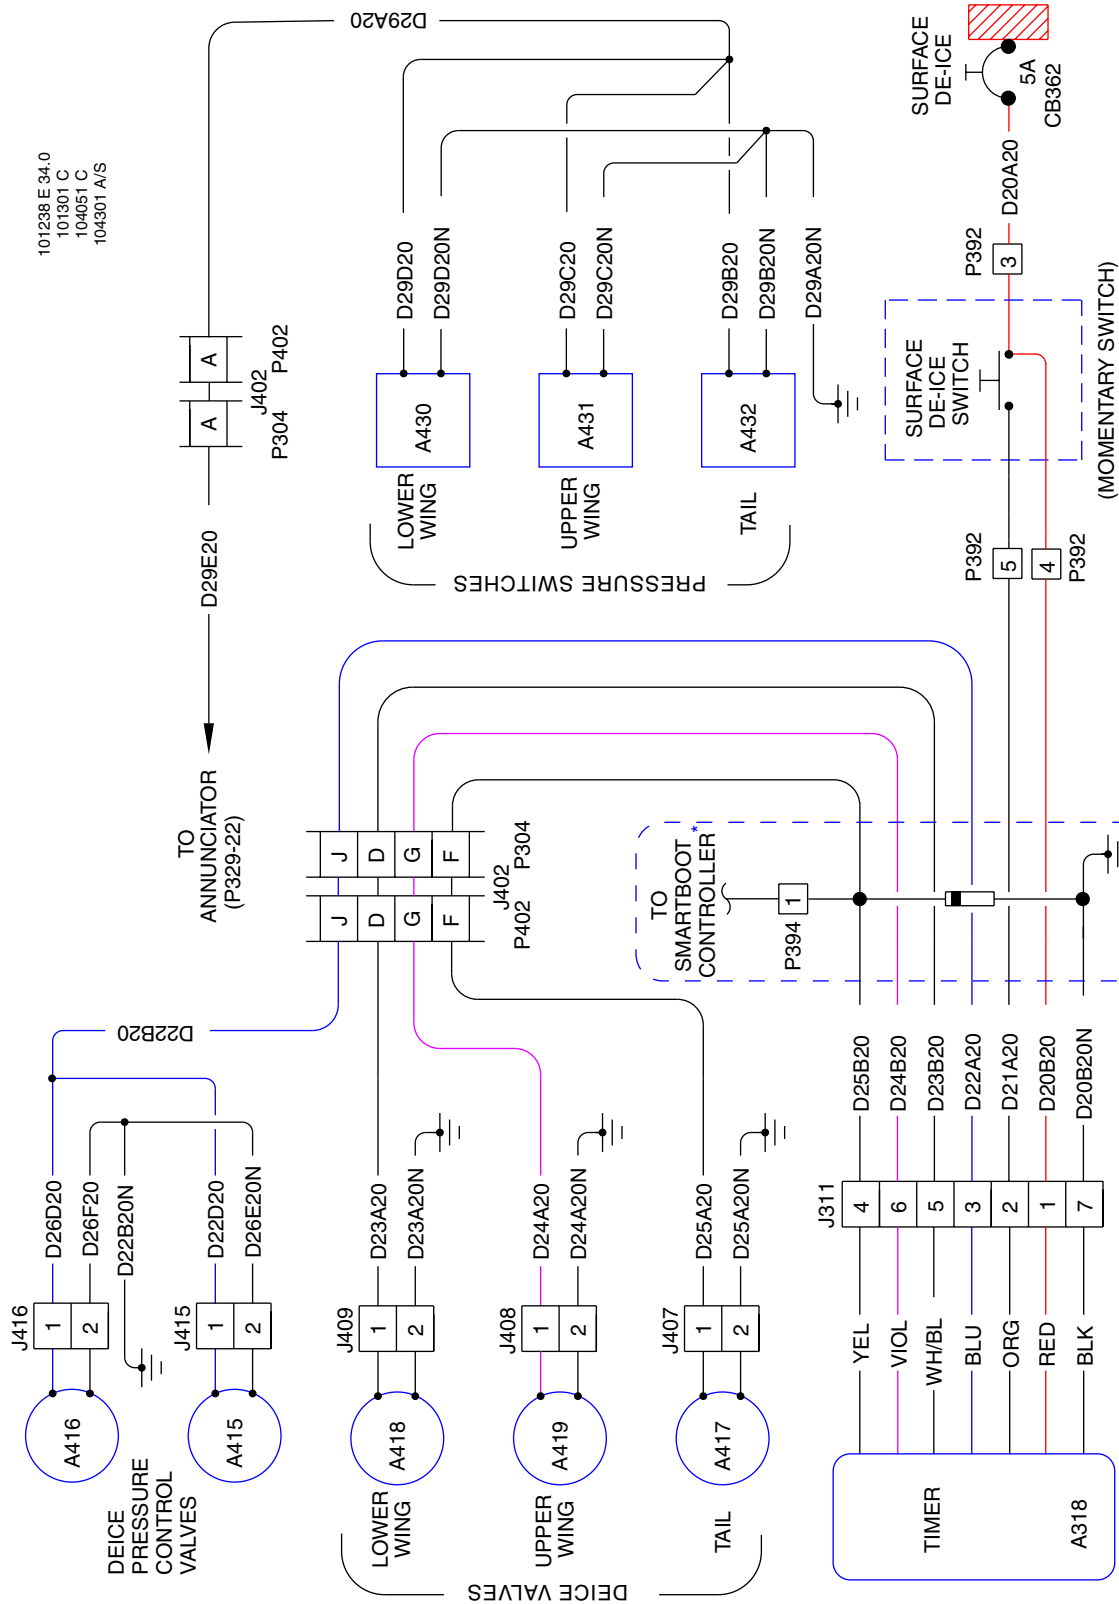 101238 E 34.0
101301 C
104051 C
104301 A/S
DEICE
PRESSURE
CONTROL
VALVES
A416
J416
1
2
D26D20
D26F20
D22B20N
A415
J415
1
2
D22D20
D26E20N
D22B20
DEICE VALVES
LOWER
WING
A418
J409
1
2
D23A20
D23A20N
UPPER
WING
A419
J408
1
2
D24A20
D24A20N
TAIL
A417
J407
1
2
D25A20
D25A20N
J
D
G
F
P402
J402
J
D
G
F
P304
TO
ANNUNCIATOR
(P329-22)
D29E20
A
P304
J402
A
P402
D29A20
PRESSURE SWITCHES
LOWER
WING
A430
D29D20
D29D20N
UPPER
WING
A431
D29C20
D29C20N
TAIL
A432
D29B20
D29B20N
D29A20N
TIMER
A318
YEL
VIOL
WH/BL
BLU
ORG
RED
BLK
J311
4
6
5
3
2
1
7
D25B20
D24B20
D23B20
D22A20
D21A20
D20B20
D20B20N
TO
SMARTBOOT
CONTROLLER *
P394
1
P392
5
4
P392
SURFACE
DE-ICE
SWITCH
(MOMENTARY SWITCH)
P392
3
D20A20
SURFACE
DE-ICE
5A
CB362